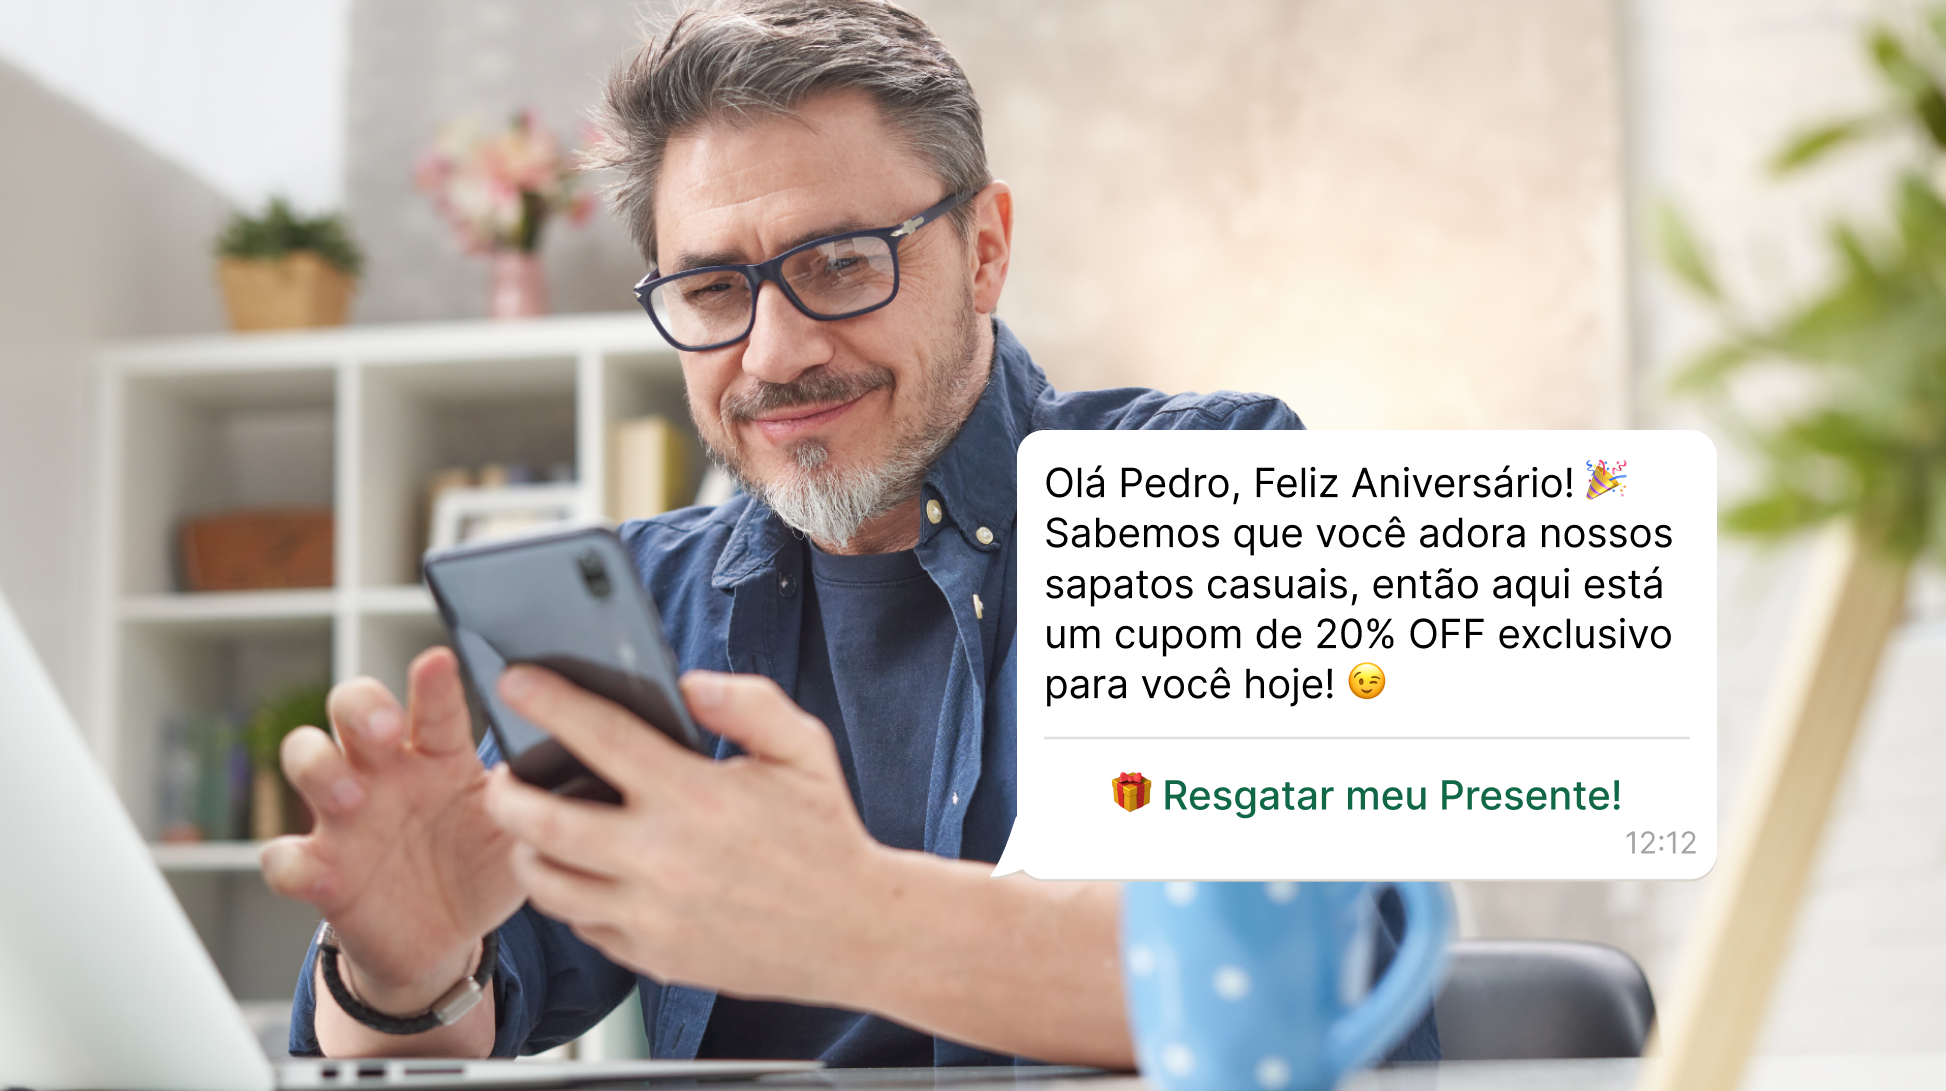 Olá Pedro, Feliz Aniversário! 🎉
Sabemos que você adora nossos
sapatos casuais, então aqui está
um cupom de 20% OFF exclusivo
para você hoje! 😉
🎁 Resgatar meu Presente!
12:12